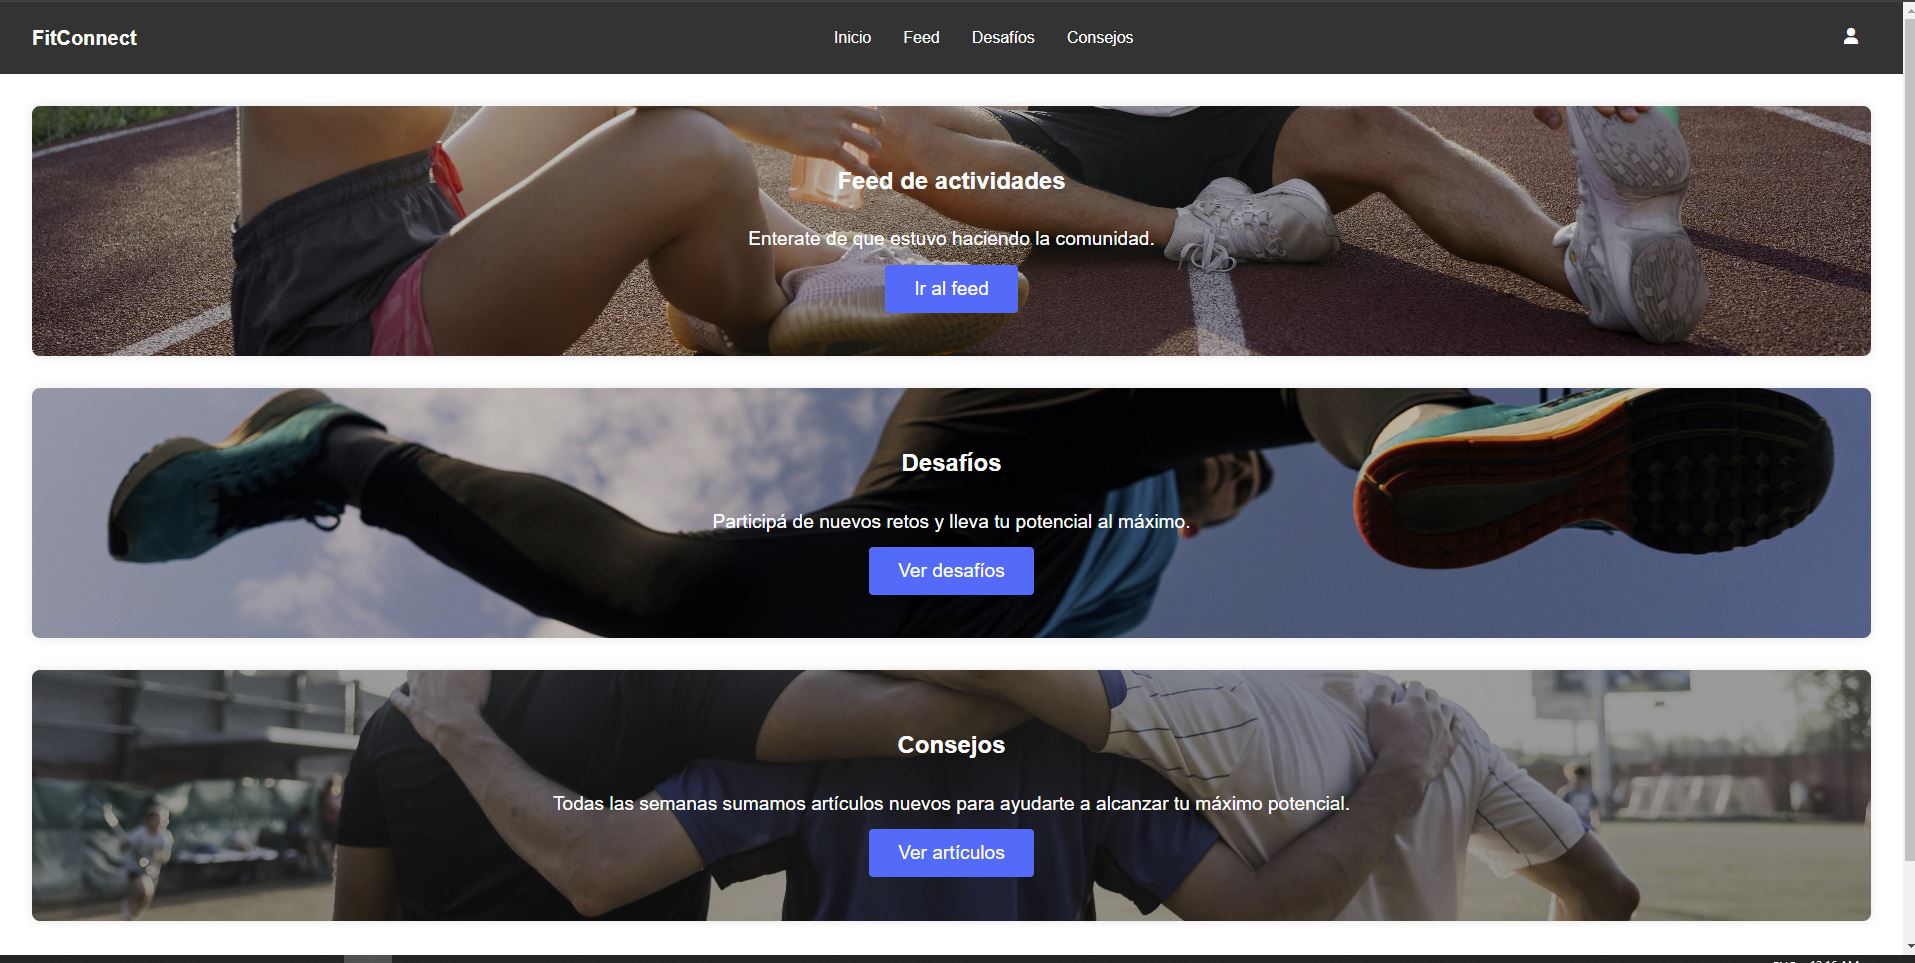 FitConnect
Inicio Feed Desafíos Consejos
Feed de actividades
Enterate de que estuvo haciendo la comunidad.
Ir al feed
Desafíos
Participá de nuevos retos y lleva tu potencial al máximo.
Ver desafíos
Consejos
Todas las semanas sumamos artículos nuevos para ayudarte a alcanzar tu máximo potencial.
Ver artículos